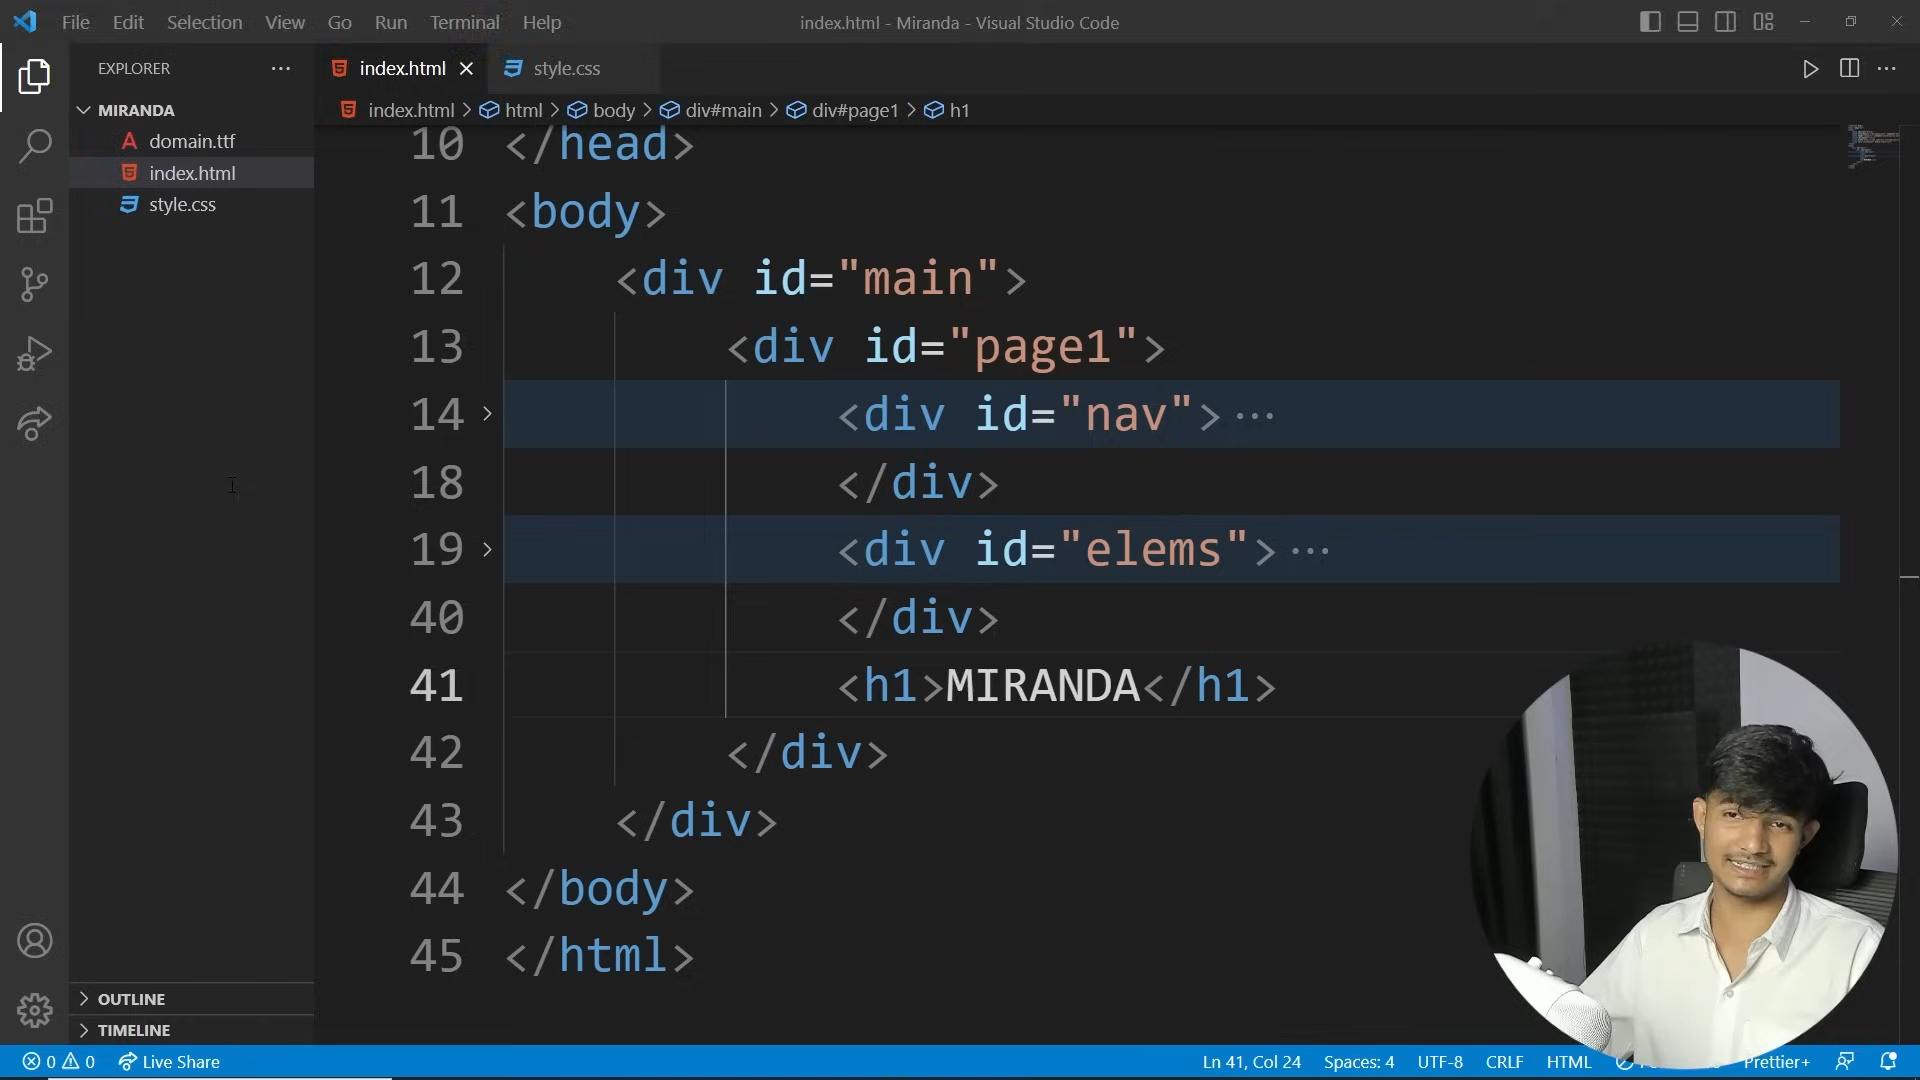 File Edit Selection View Go Run Terminal Help
index.html - Miranda - Visual Studio Code
EXPLORER
index.html
style.css
MIRANDA
index.html > html > body > div#main > div#page1 > h1
domain.ttf
index.html
style.css
10 </head>
11 <body>
12 <div id="main">
13 <div id="page1">
14 <div id="nav">···
18 </div>
19 <div id="elems">···
40 </div>
41 <h1>MIRANDA</h1>
42 </div>
43 </div>
44 </body>
45 </html>
OUTLINE
TIMELINE
0 0 Live Share
Ln 41, Col 24 Spaces: 4 UTF-8 CRLF HTML Prettier+